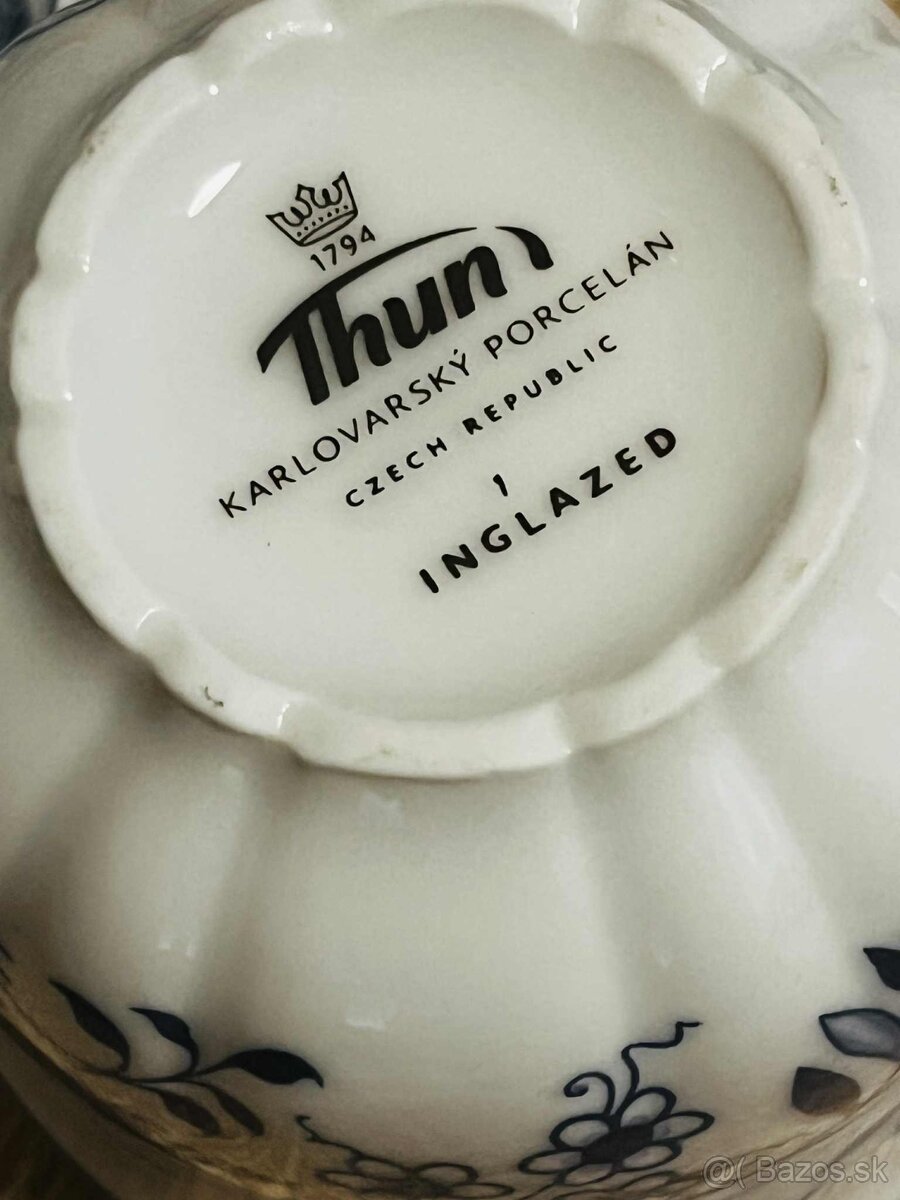 1794
Thun
KARLOVARSKÝ PORCELÁN
CZECH REPUBLIC
1
INGLAZED
@( Bazos.sk